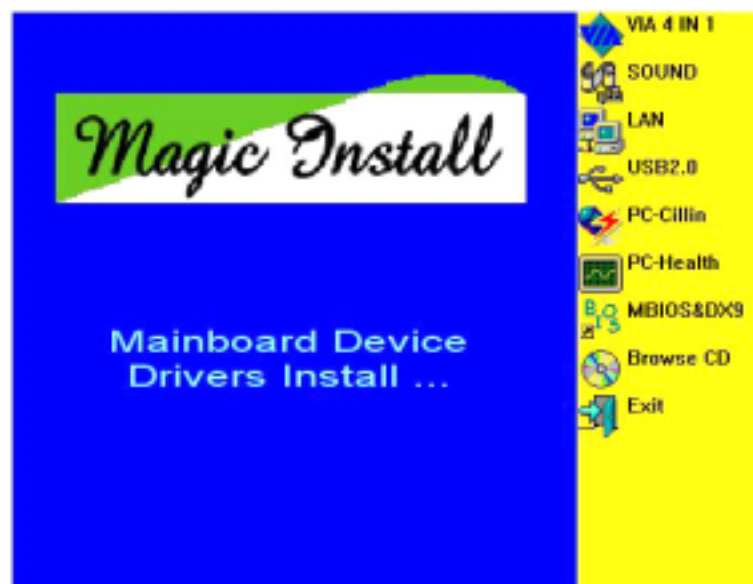 Magic Install
Mainboard Device
Drivers Install ...
VIA 4 IN 1
SOUND
LAN
USB2.0
PC-Cillin
PC-Health
MBIOS&DX9
Browse CD
Exit